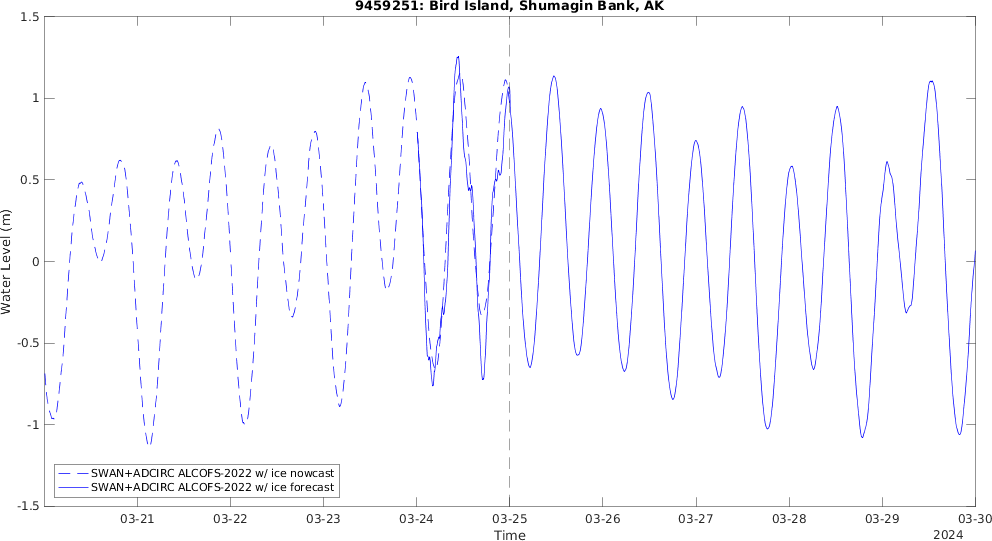 9459251: Bird Island, Shumagin Bank, AK
Water Level (m)
1.5
1
0.5
0
-0.5
-1
-1.5
SWAN+ADCIRC ALCOFS-2022 w/ ice nowcast
SWAN+ADCIRC ALCOFS-2022 w/ ice forecast
03-21 03-22 03-23 03-24 03-25 03-26 03-27 03-28 03-29 03-30
Time
2024